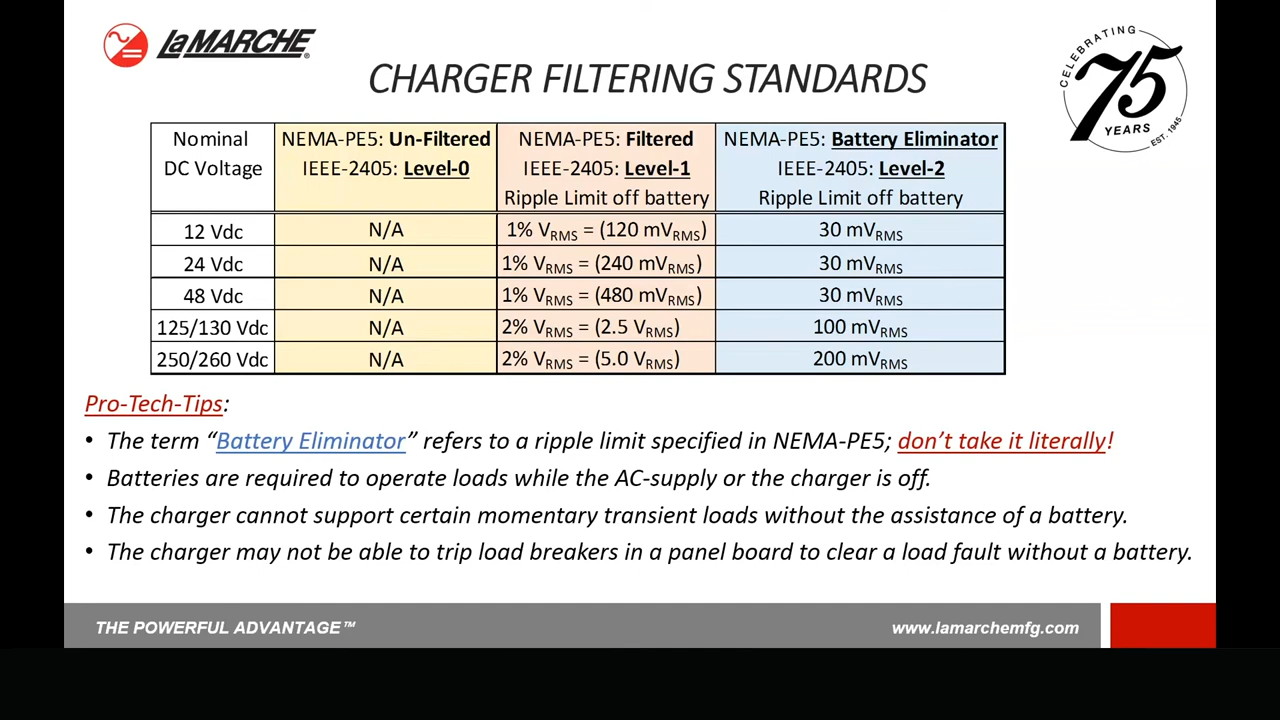 LaMARCHE®
CELEBRATING
75
YEARS
EST. 1945
CHARGER FILTERING STANDARDS
Nominal DC Voltage
NEMA-PE5: Un-Filtered
IEEE-2405: Level-0
NEMA-PE5: Filtered
IEEE-2405: Level-1
Ripple Limit off battery
NEMA-PE5: Battery Eliminator
IEEE-2405: Level-2
Ripple Limit off battery
12 Vdc N/A 1% VRMS = (120 mVRMS) 30 mVRMS
24 Vdc N/A 1% VRMS = (240 mVRMS) 30 mVRMS
48 Vdc N/A 1% VRMS = (480 mVRMS) 30 mVRMS
125/130 Vdc N/A 2% VRMS = (2.5 VRMS) 100 mVRMS
250/260 Vdc N/A 2% VRMS = (5.0 VRMS) 200 mVRMS
Pro-Tech-Tips:
• The term “Battery Eliminator” refers to a ripple limit specified in NEMA-PE5; don’t take it literally!
• Batteries are required to operate loads while the AC-supply or the charger is off.
• The charger cannot support certain momentary transient loads without the assistance of a battery.
• The charger may not be able to trip load breakers in a panel board to clear a load fault without a battery.
THE POWERFUL ADVANTAGE™
www.lamarchemfg.com